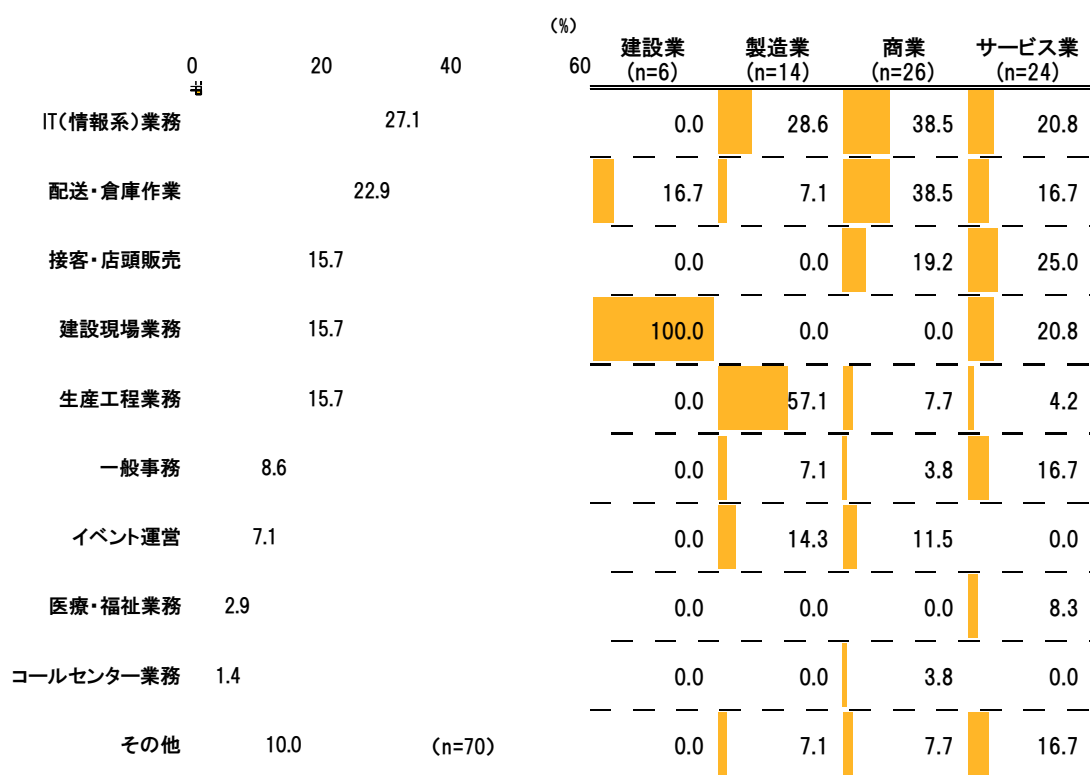 (%)
0 20 40 60
建設業 製造業 商業 サービス業
(n=6) (n=14) (n=26) (n=24)
IT(情報系)業務 27.1 0.0 28.6 38.5 20.8
配送・倉庫作業 22.9 16.7 7.1 38.5 16.7
接客・店頭販売 15.7 0.0 0.0 19.2 25.0
建設現場業務 15.7 100.0 0.0 0.0 20.8
生産工程業務 15.7 0.0 57.1 7.7 4.2
一般事務 8.6 0.0 7.1 3.8 16.7
イベント運営 7.1 0.0 14.3 11.5 0.0
医療・福祉業務 2.9 0.0 0.0 0.0 8.3
コールセンター業務 1.4 0.0 0.0 3.8 0.0
その他 10.0 (n=70) 0.0 7.1 7.7 16.7